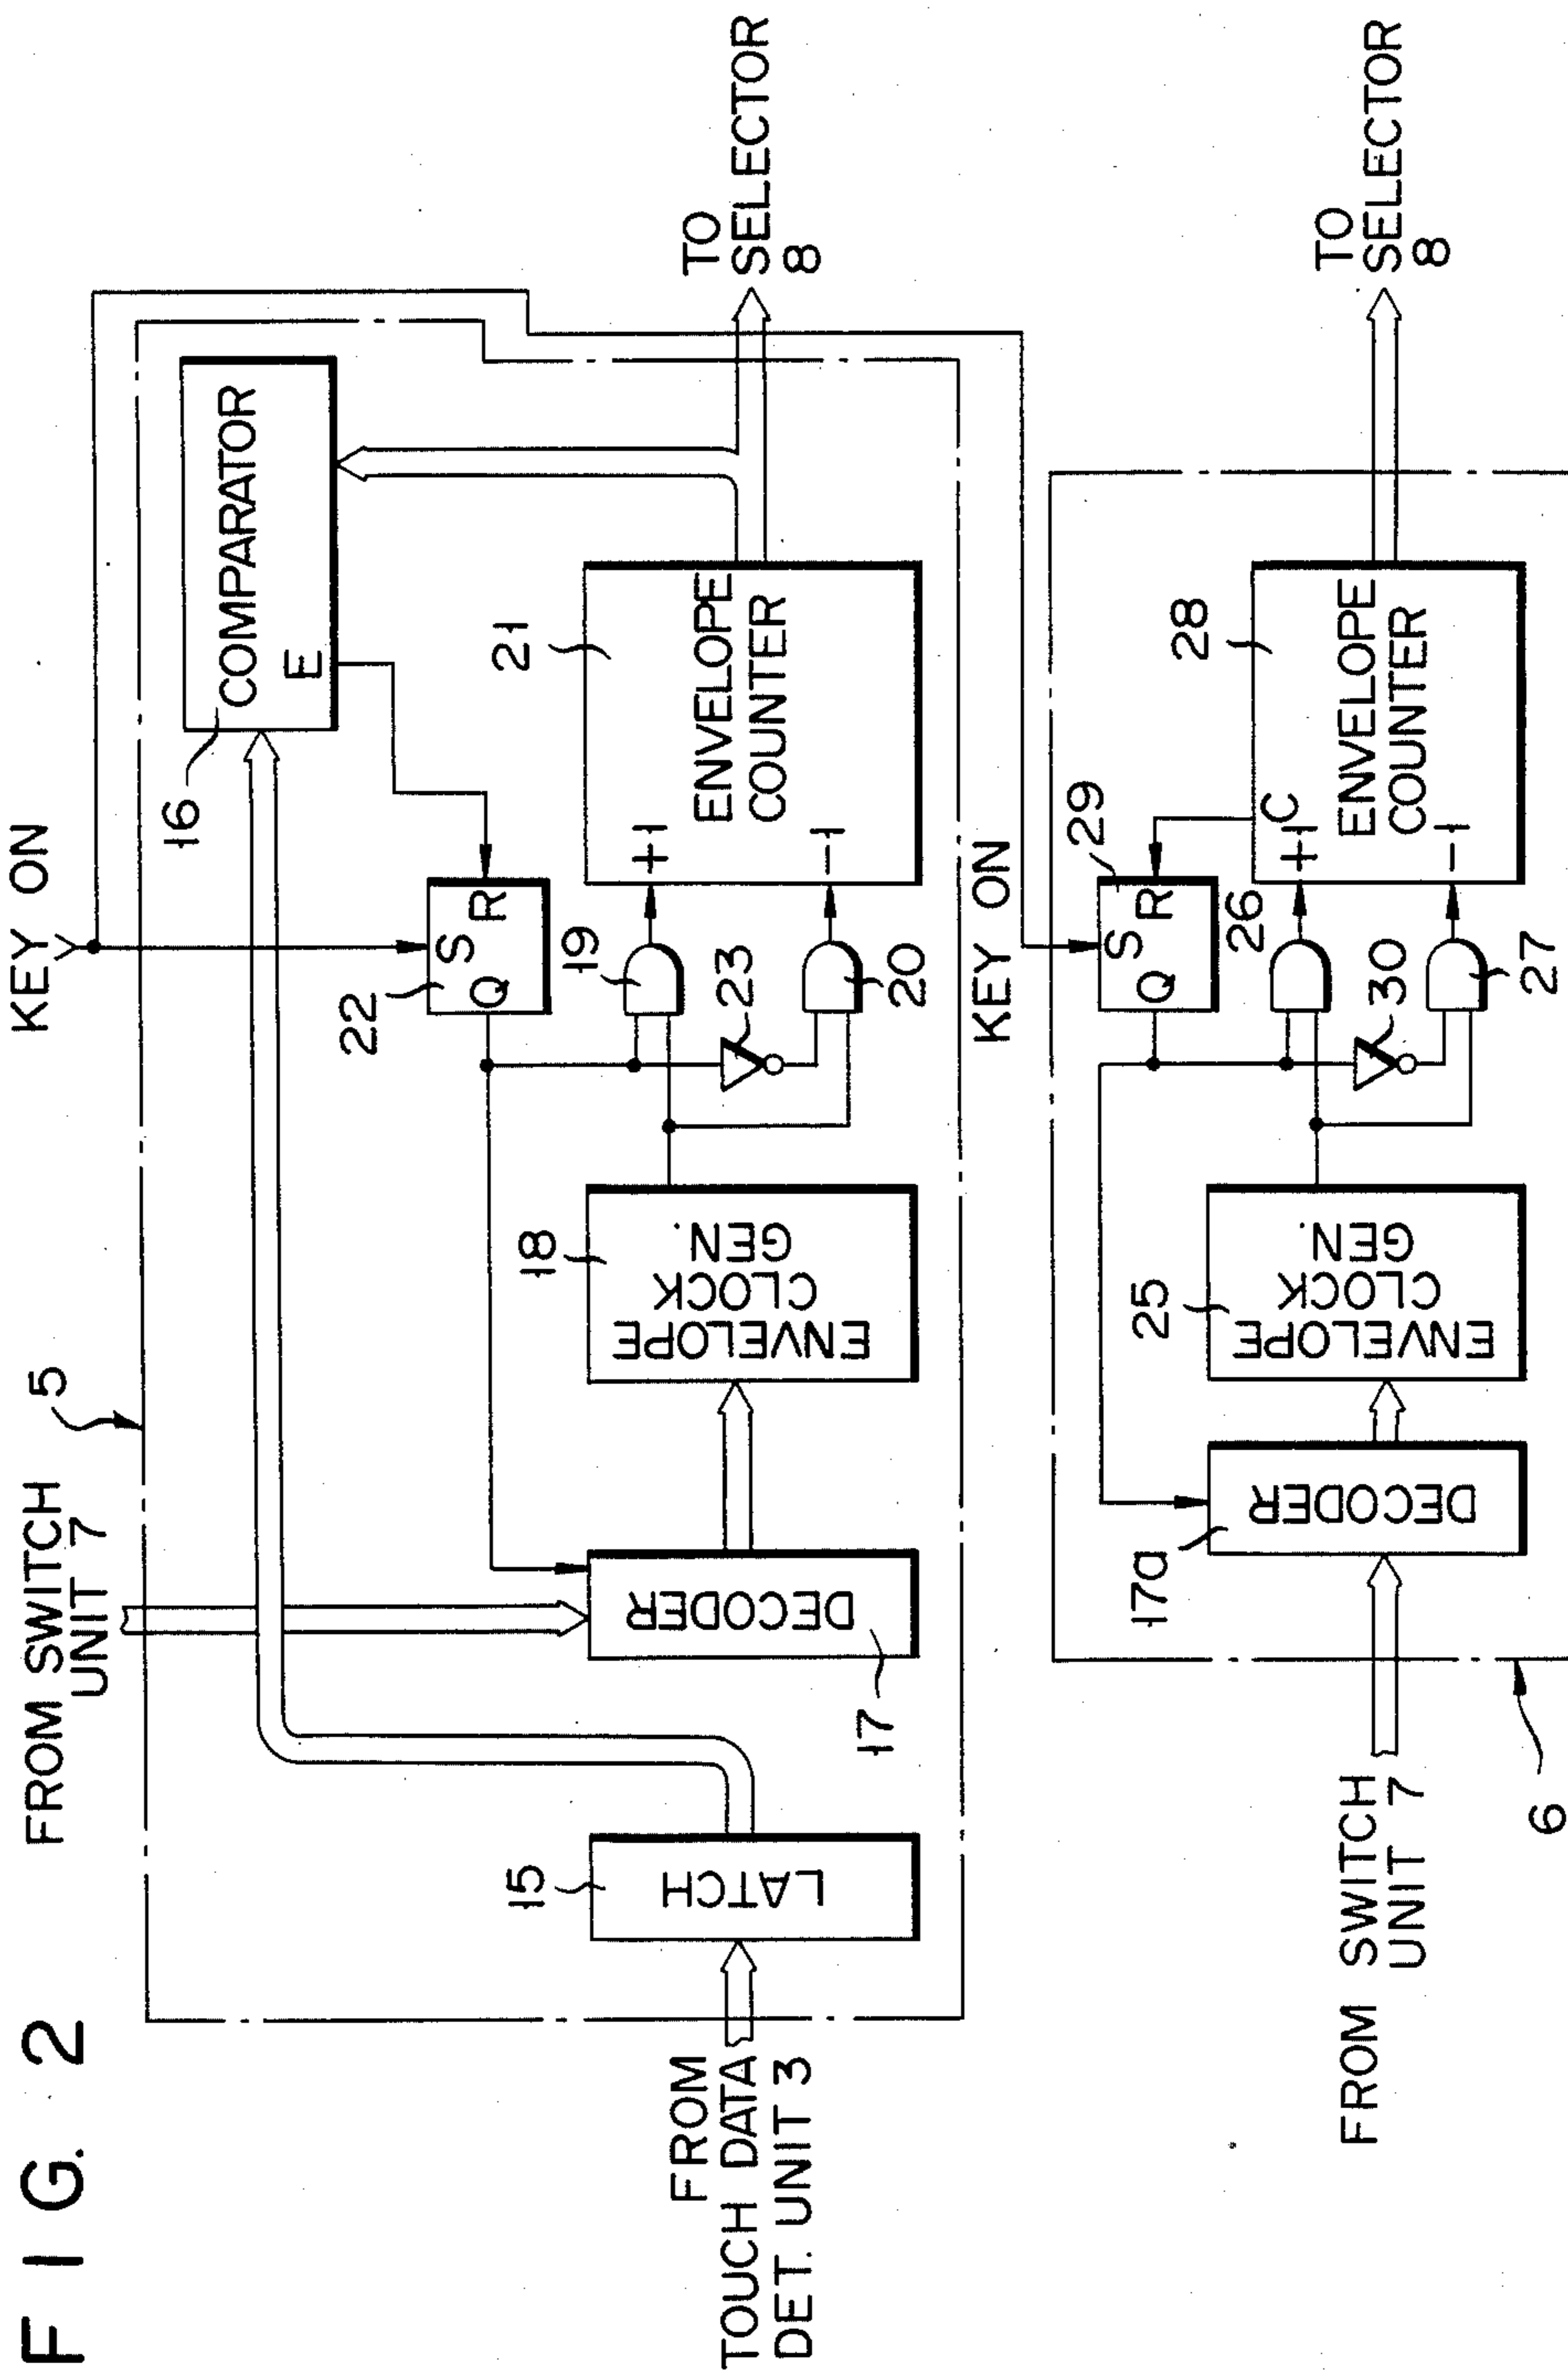 FIG. 2
FROM SWITCH
UNIT 7
5
KEY ON
16
COMPARATOR
E
22
S
Q
R
FROM
TOUCH DATA
DET. UNIT 3
15
LATCH
17
DECODER
18
ENVELOPE
CLOCK
GEN.
19
23
20
21
+1
-1
ENVELOPE
COUNTER
TO
SELECTOR
8
KEY ON
29
S
Q
R
FROM SWITCH
UNIT 7
6
17a
DECODER
25
ENVELOPE
CLOCK
GEN.
26
30
27
28
C
+1
-1
ENVELOPE
COUNTER
TO
SELECTOR
8